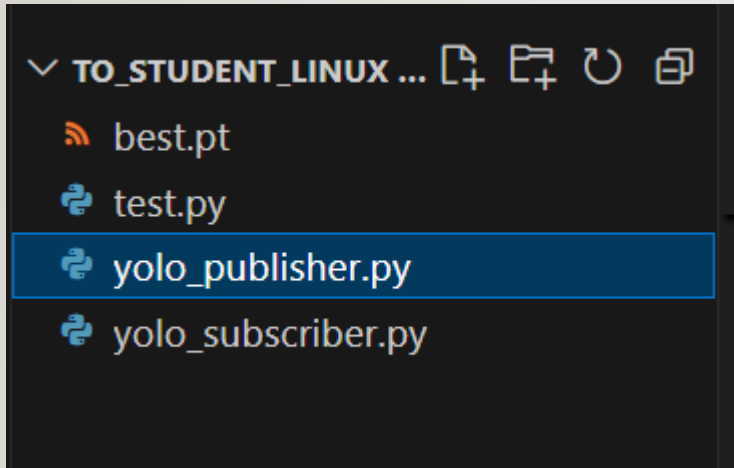 TO_STUDENT_LINUX ...
best.pt
test.py
yolo_publisher.py
yolo_subscriber.py